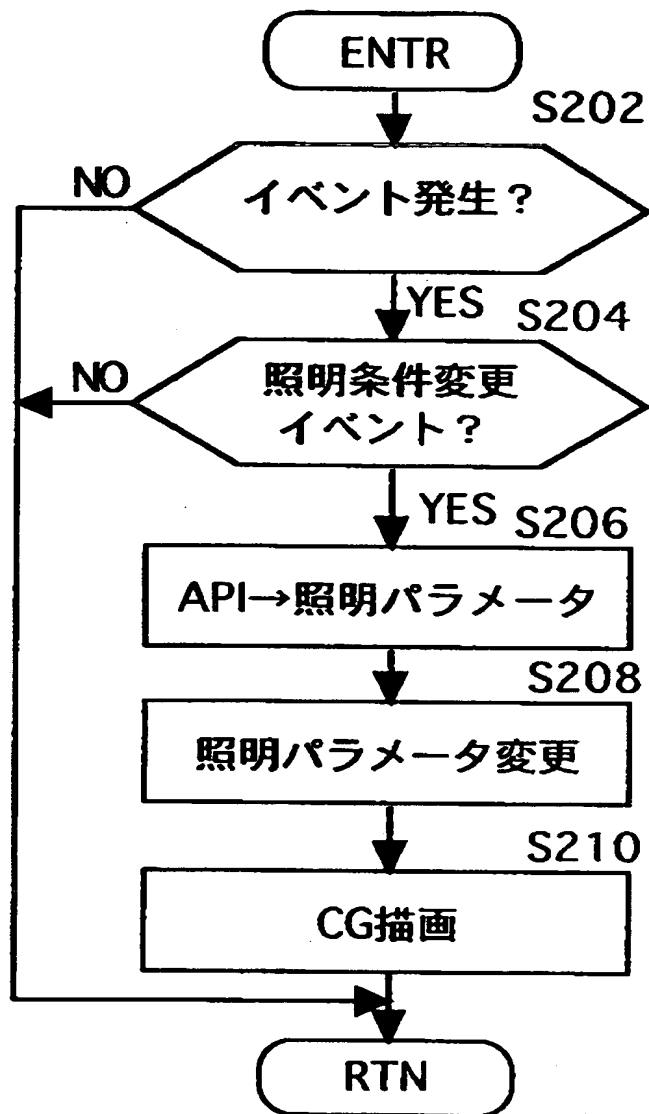 ENTR
S202
NO
イベント発生？
YES
S204
NO
照明条件変更
イベント？
YES
S206
API→照明パラメータ
S208
照明パラメータ変更
S210
CG描画
RTN